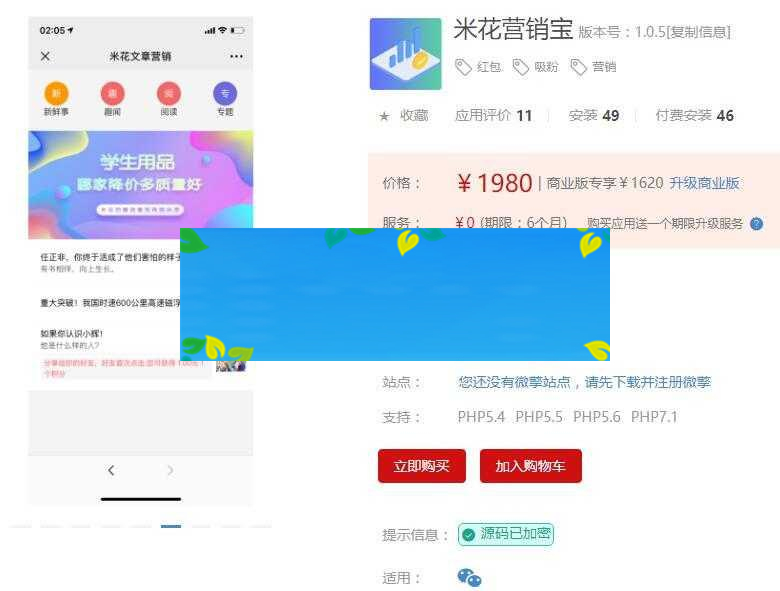 02:05
米花文章营销
新
趣
阅
专
新鲜事
趣闻
阅读
专题
学生用品
国家降价多质量好
任正非，你终于活成了他们害怕的样子
有书相伴，向上生长。
重大突破！我国时速600公里高速磁浮
如果你认识小辉！
他是什么样的人？
分享给你的好友，好友首次点击,您可获得1.00元,1
个积分
米花营销宝 版本号：1.0.5[复制信息]
红包 吸粉 营销
★ 收藏 应用评价 11 安装 49 付费安装 46
价格： ￥1980 | 商业版专享￥1620 升级商业版
服务： ￥0 (期限：6个月) 购买应用送一个期限升级服务 ?
站点： 您还没有微擎站点，请先下载并注册微擎
支持： PHP5.4 PHP5.5 PHP5.6 PHP7.1
立即购买 加入购物车
提示信息： 源码已加密
适用：